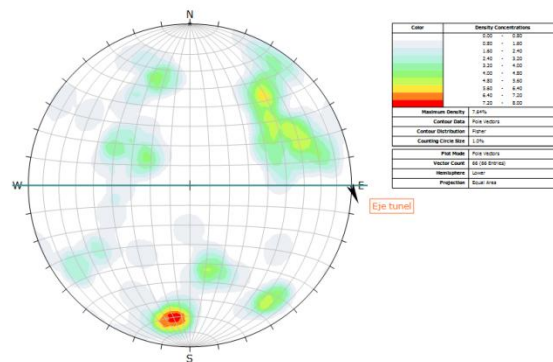 N
W
E
S
Eje tunel
Color Density Concentrations
0.00 - 0.80
0.80 - 1.60
1.60 - 2.40
2.40 - 3.20
3.20 - 4.00
4.00 - 4.80
4.80 - 5.60
5.60 - 6.40
6.40 - 7.20
7.20 - 8.00
Maximum Density 7.64%
Contour Data Pole Vectors
Contour Distribution Fisher
Counting Circle Size 1.0%
Plot Mode Pole Vectors
Vector Count 66 (66 Entries)
Hemisphere Lower
Projection Equal Area